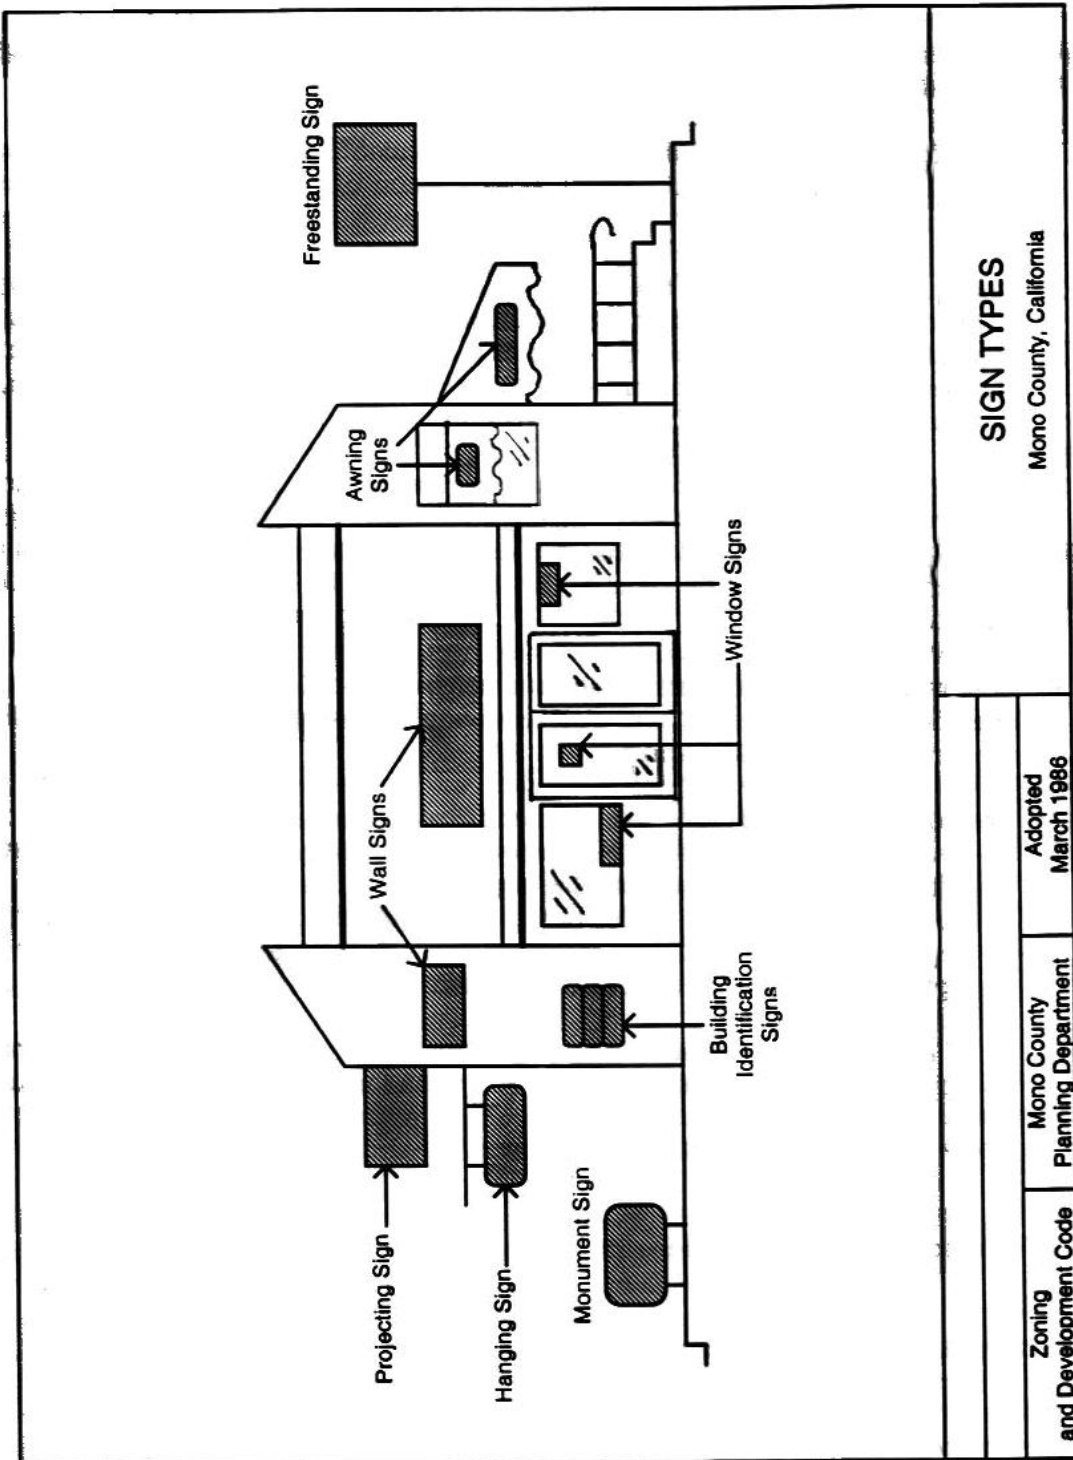 Freestanding Sign
Awning
Signs
Wall Signs
Projecting Sign
Hanging Sign
Monument Sign
Building
Identification
Signs
Window Signs
Zoning
and Development Code
Mono County
Planning Department
Adopted
March 1986
SIGN TYPES
Mono County, California